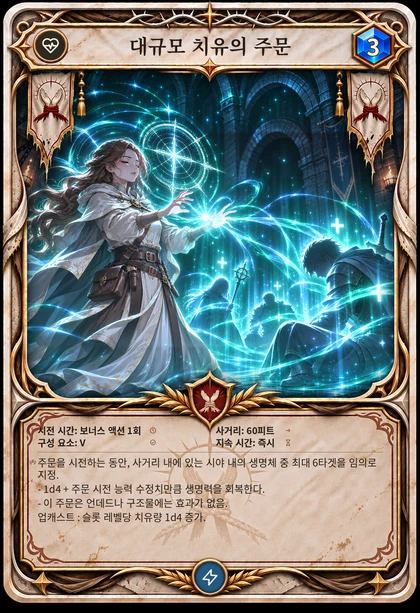 대규모 치유의 주문
3
시전 시간: 보너스 액션 1회
사거리: 60피트
구성 요소: V
지속 시간: 즉시
주문을 시전하는 동안, 사거리 내에 있는 시야 내의 생명체 중 최대 6타겟을 임의로
지정.
- 1d4 + 주문 시전 능력 수정치만큼 생명력을 회복한다.
- 이 주문은 언데드나 구조물에는 효과가 없음.
업캐스트 : 슬롯 레벨당 치유량 1d4 증가.